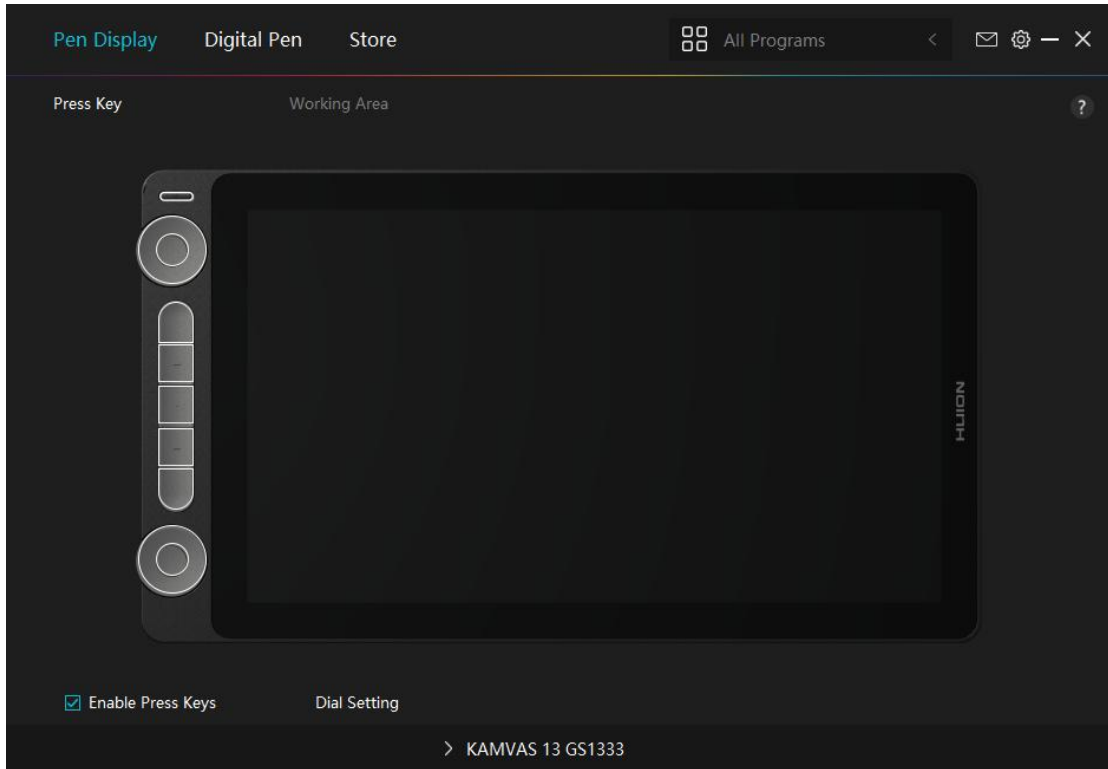 Pen Display Digital Pen Store All Programs
Press Key Working Area ?
HUION
Enable Press Keys Dial Setting
KAMVAS 13 GS1333